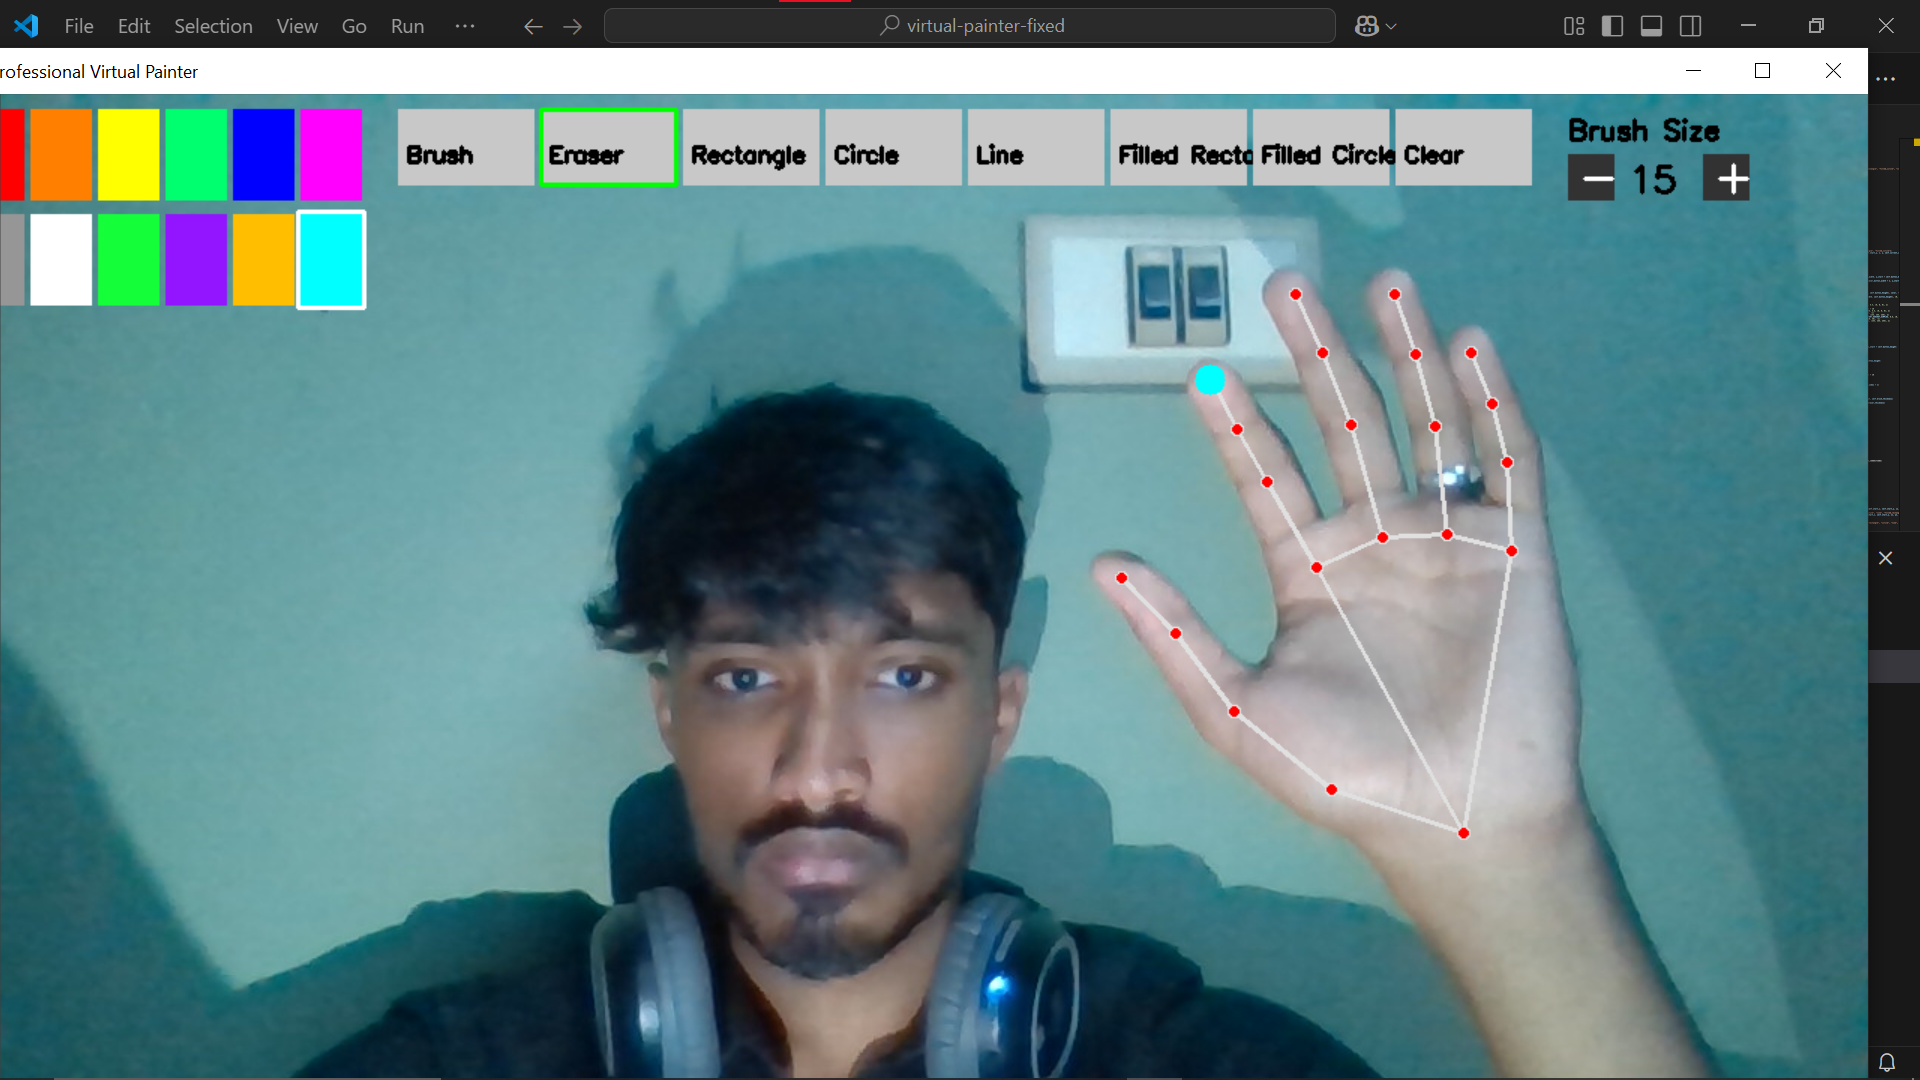 File Edit Selection View Go Run ··· virtual-painter-fixed
rofessional Virtual Painter
Brush Eraser Rectangle Circle Line Filled Recta Filled Circle Clear
Brush Size
15